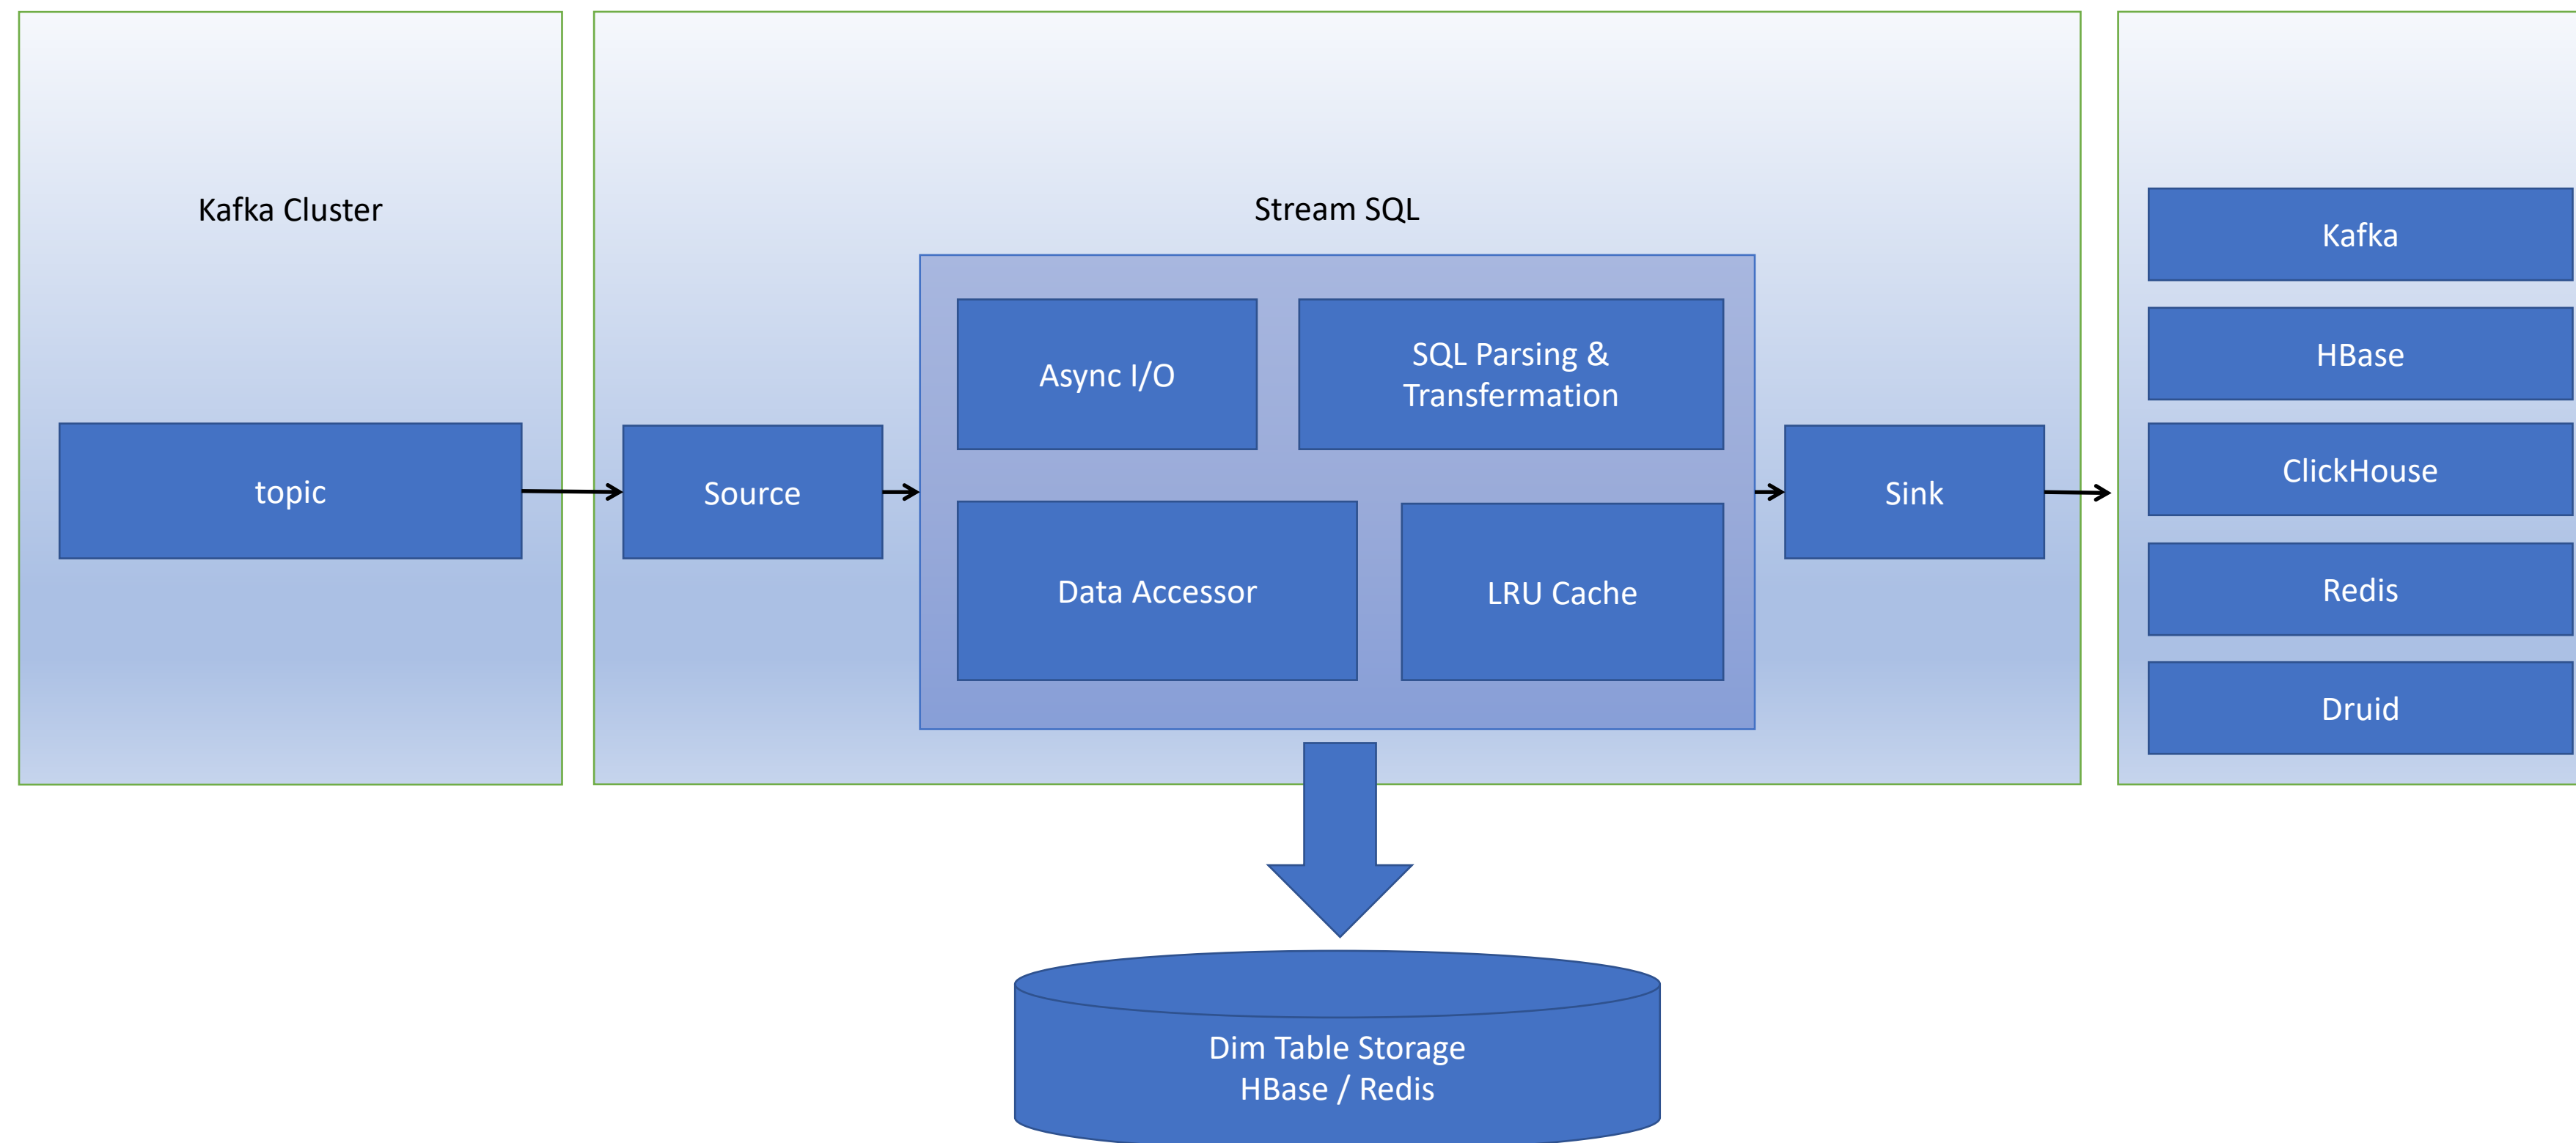 Kafka Cluster
topic
Stream SQL
Source
Async I/O
SQL Parsing &
Transfermation
Data Accessor
LRU Cache
Sink
Kafka
HBase
ClickHouse
Redis
Druid
Dim Table Storage
HBase / Redis